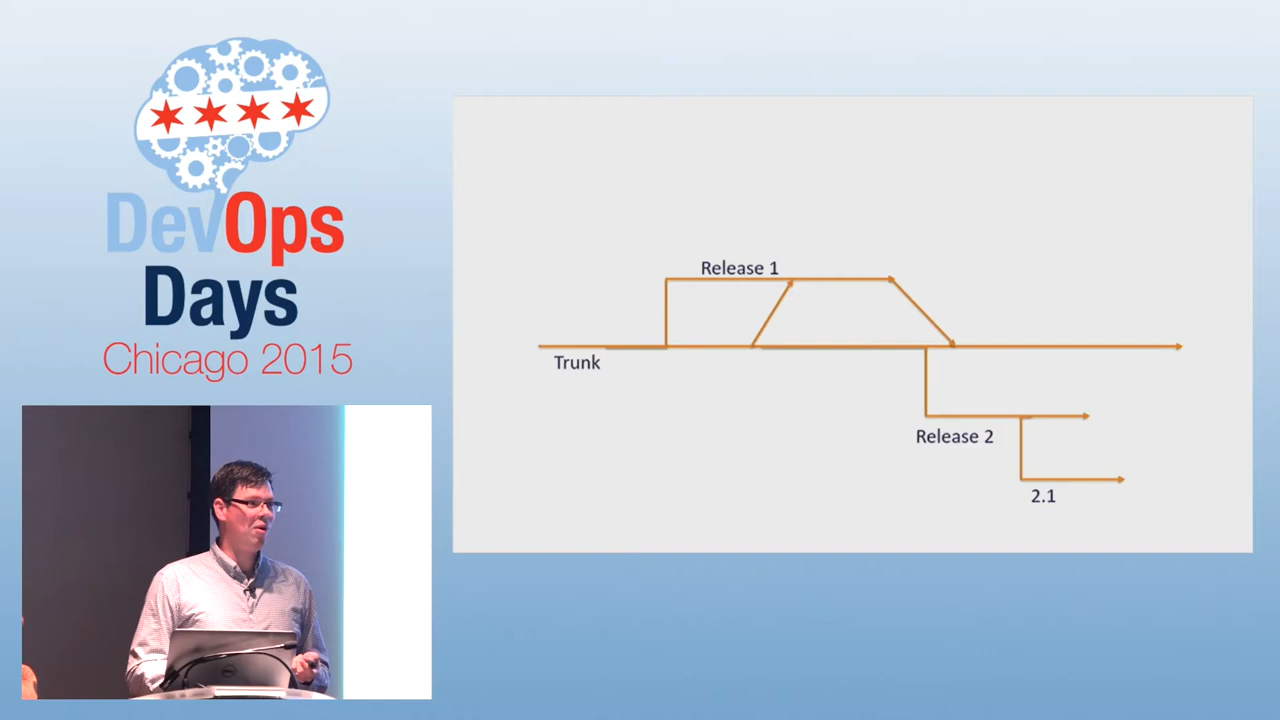 DevOps
Days
Chicago 2015
Release 1
Trunk
Release 2
2.1